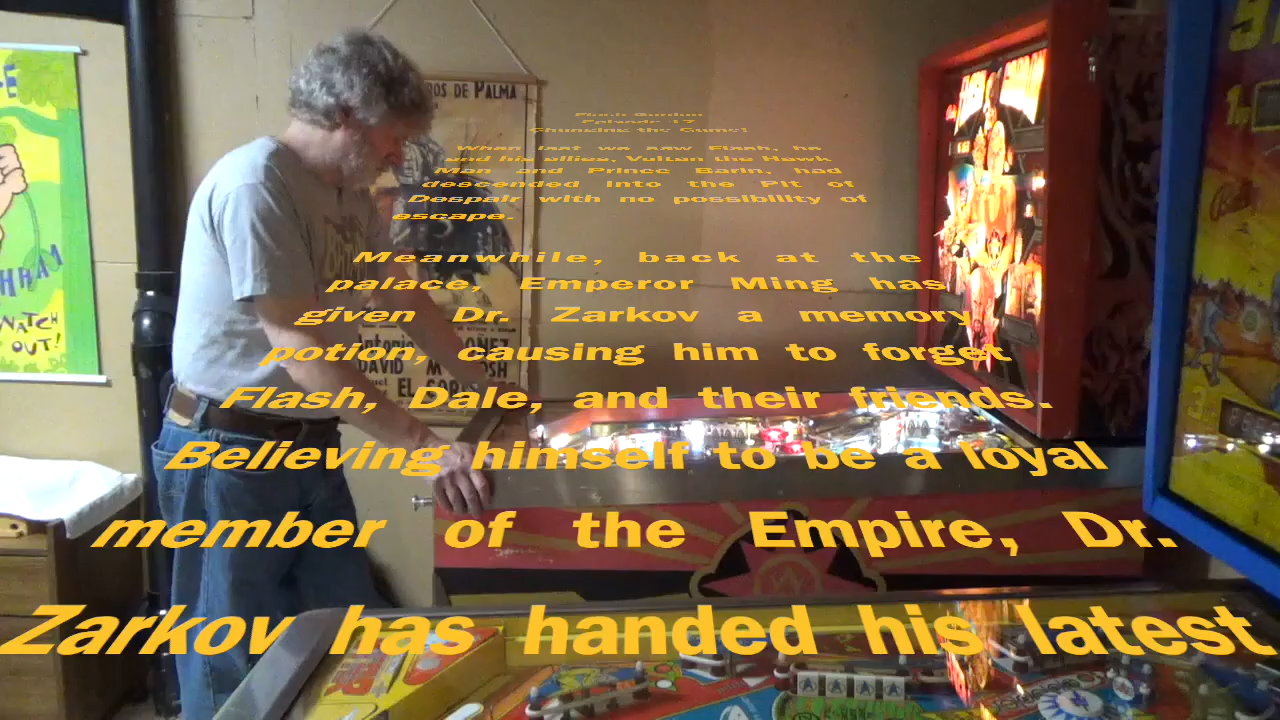 Flash Gordon
Episode 17
Changing the Game!
When last we saw Flash, he
and his allies, Vultan the Hawk
Man and Prince Barin, had
descended into the Pit of
Despair with no possibility of
escape.
Meanwhile, back at the
palace, Emperor Ming has
given Dr. Zarkov a memory
potion, causing him to forget
Flash, Dale, and their friends.
Believing himself to be a loyal
member of the Empire, Dr.
Zarkov has handed his latest
OS DE PALMA
DAVID
WATCH
OUT!